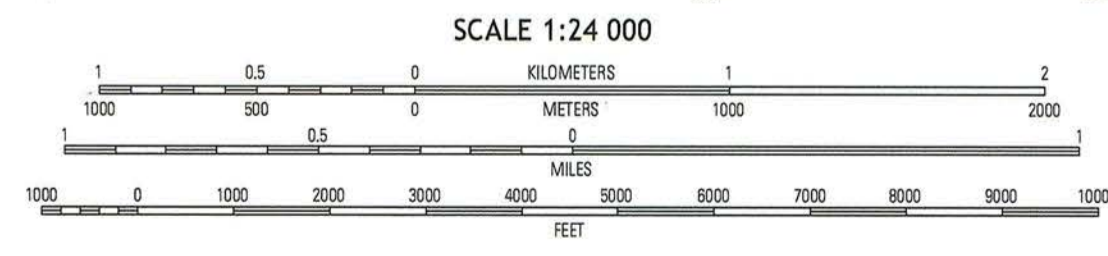 SCALE 1:24 000
1 0.5 0 KILOMETERS 1 2
1000 500 0 METERS 1000 2000
1 0.5 0 1
MILES
1000 0 1000 2000 3000 4000 5000 6000 7000 8000 9000 1000
FEET